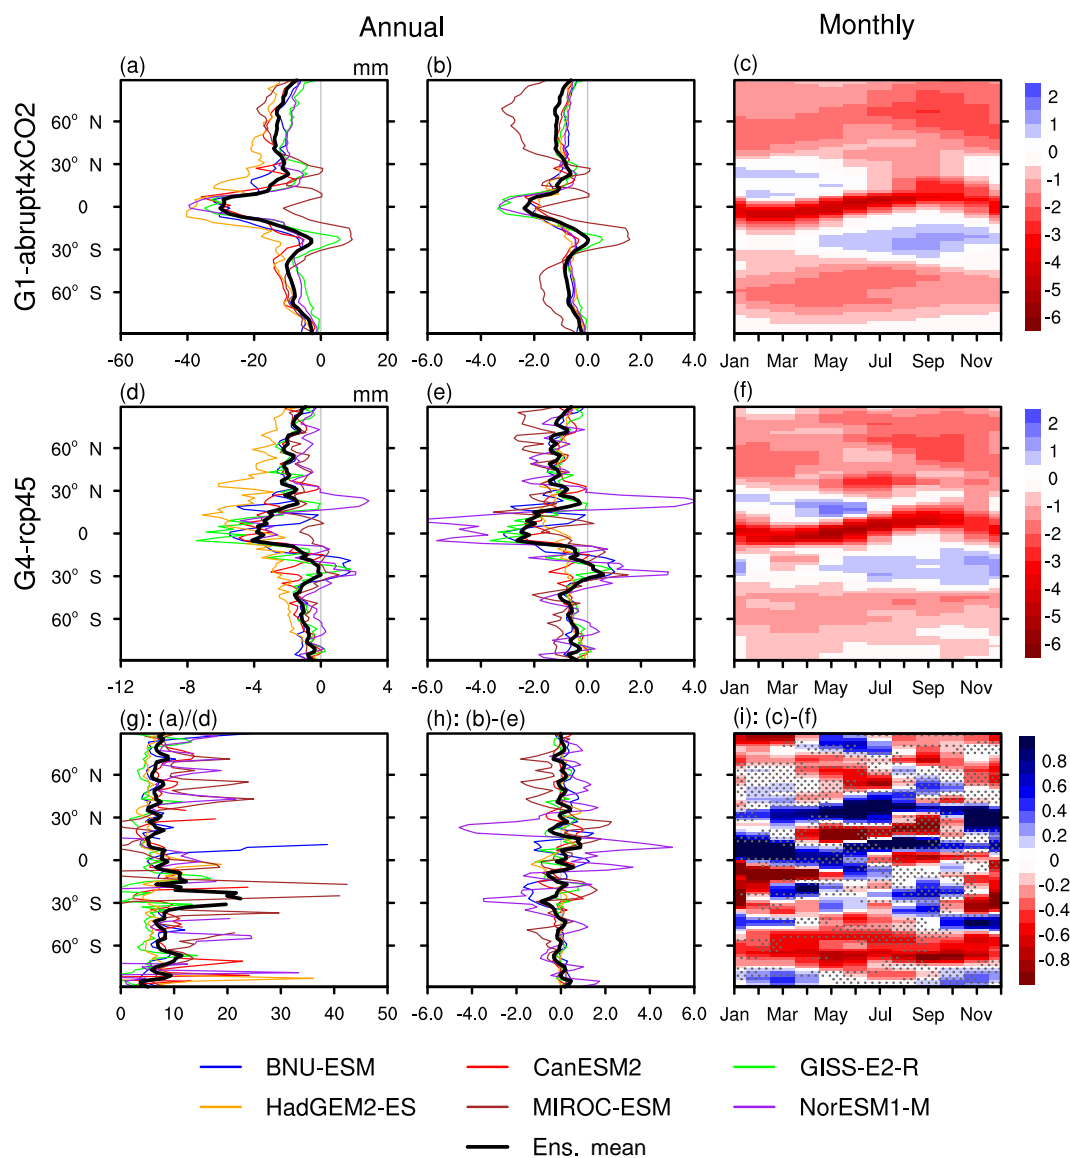 Annual Monthly
(a) mm (b) (c)
G1-abrupt4xCO2
60° N
30° N
0
30° S
60° S
2
1
0
-1
-2
-3
-4
-5
-6
-60 -40 -20 0 20
-4.0 -2.0 0.0 2.0 4.0
Jan Mar May Jul Sep Nov
(d) mm (e) (f)
G4-rcp45
60° N
30° N
0
30° S
60° S
2
1
0
-1
-2
-3
-4
-5
-6
-12 -8 -4 0 4
-6.0 -4.0 -2.0 0.0 2.0 4.0
Jan Mar May Jul Sep Nov
(g): (a)/(d) (h): (b)-(e) (i): (c)-(f)
60° N
30° N
0
30° S
60° S
0.8
0.6
0.4
0.2
0
-0.2
-0.4
-0.6
-0.8
0 10 20 30 40 50
-6.0 -4.0 -2.0 0.0 2.0 4.0 6.0
Jan Mar May Jul Sep Nov
BNU-ESM CanESM2 GISS-E2-R
HadGEM2-ES MIROC-ESM NorESM1-M
Ens. mean